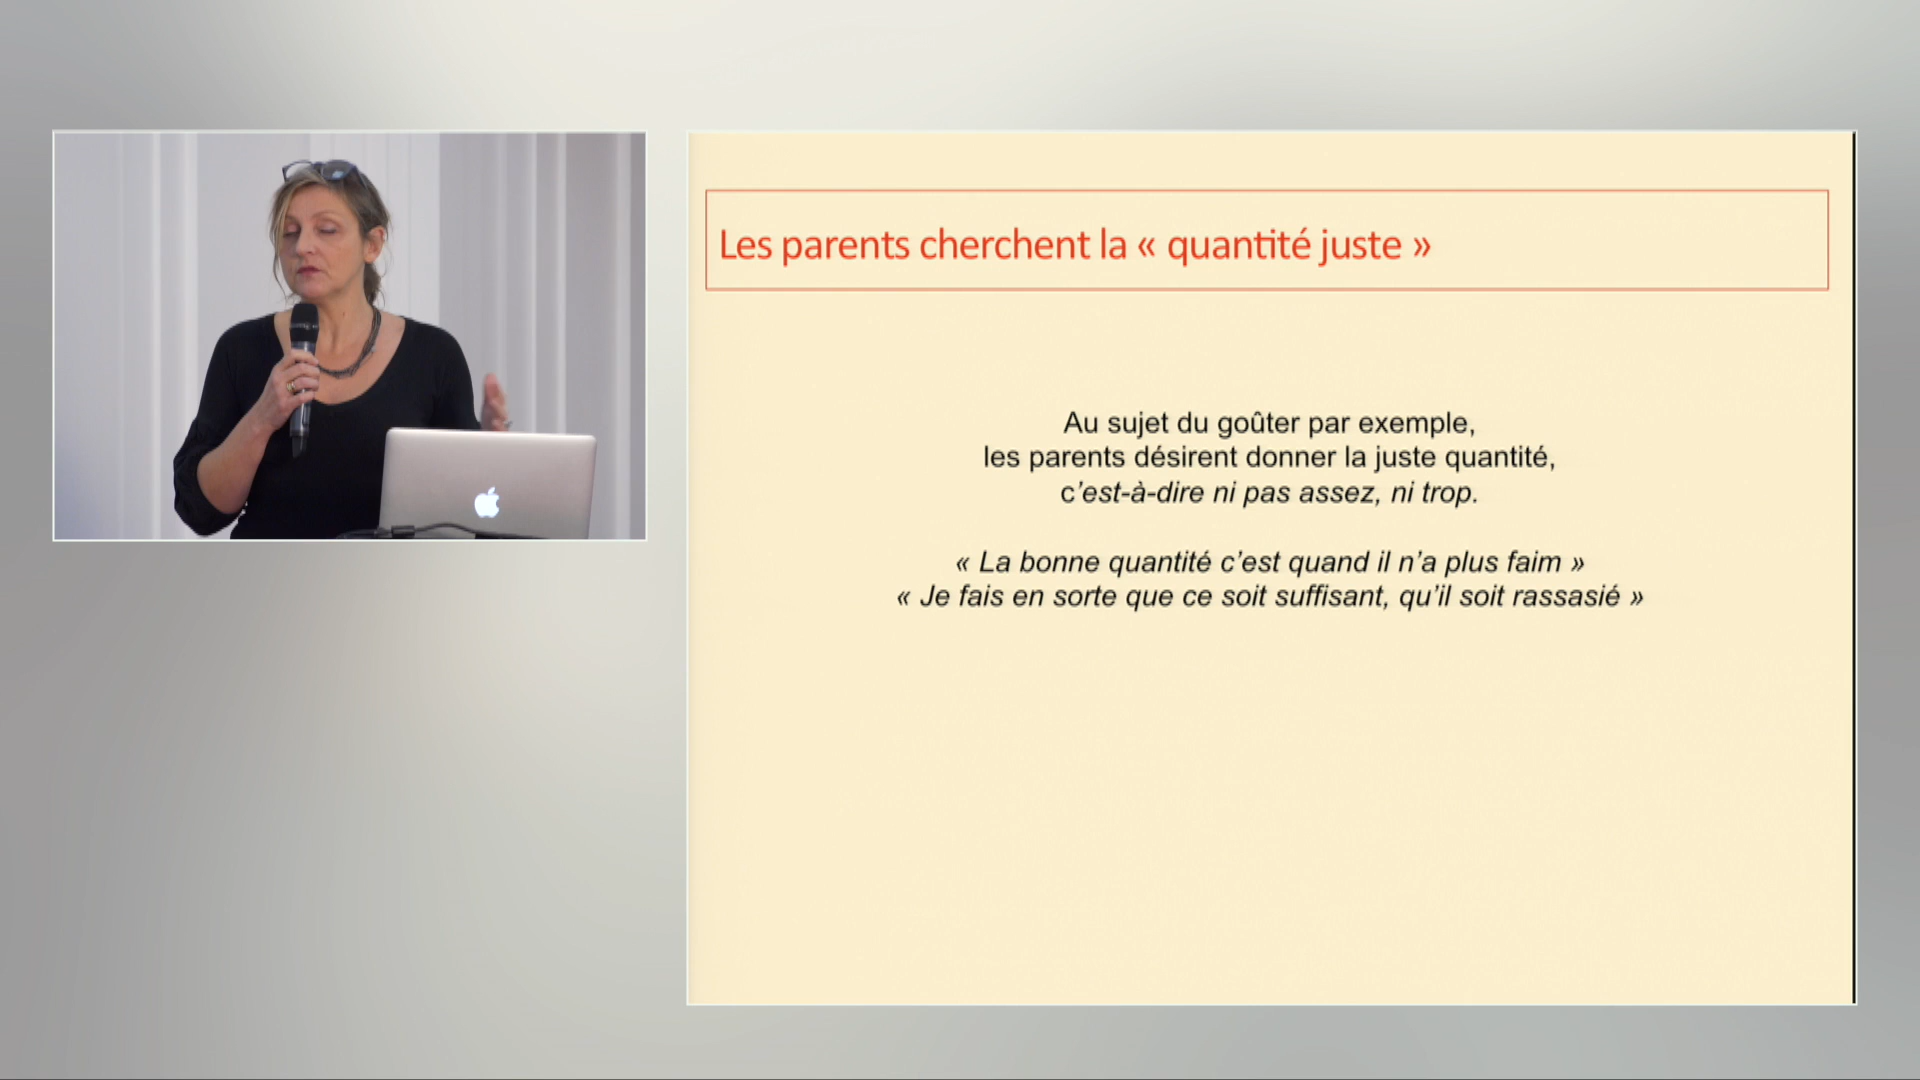 Les parents cherchent la « quantité juste »
Au sujet du goûter par exemple,
les parents désirent donner la juste quantité,
c'est-à-dire ni pas assez, ni trop.
« La bonne quantité c'est quand il n'a plus faim »
« Je fais en sorte que ce soit suffisant, qu'il soit rassasié »